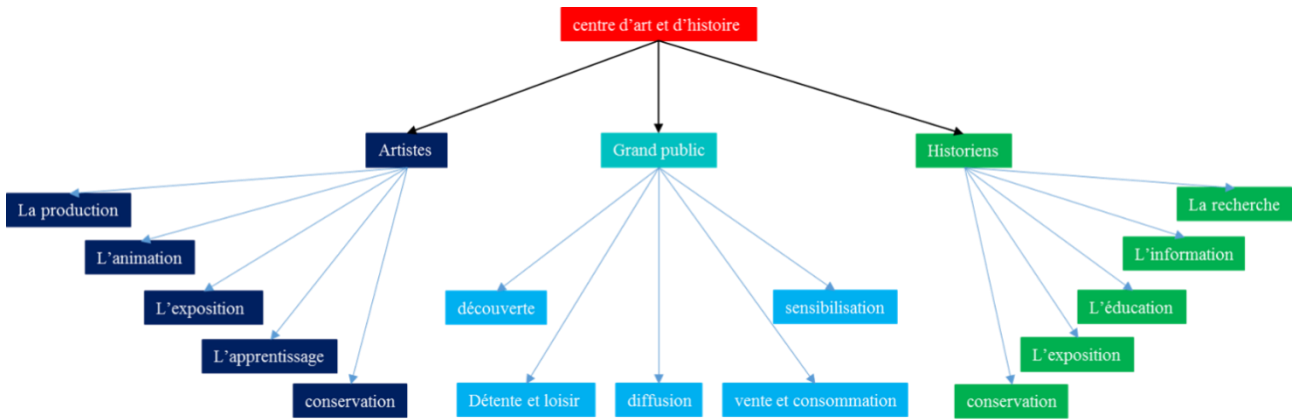 centre d’art et d’histoire
Artistes
Grand public
Historiens
La production
La recherche
L’animation
L’information
L’exposition
découverte
sensibilisation
L’éducation
L’apprentissage
L’exposition
conservation
Détente et loisir
diffusion
vente et consommation
conservation